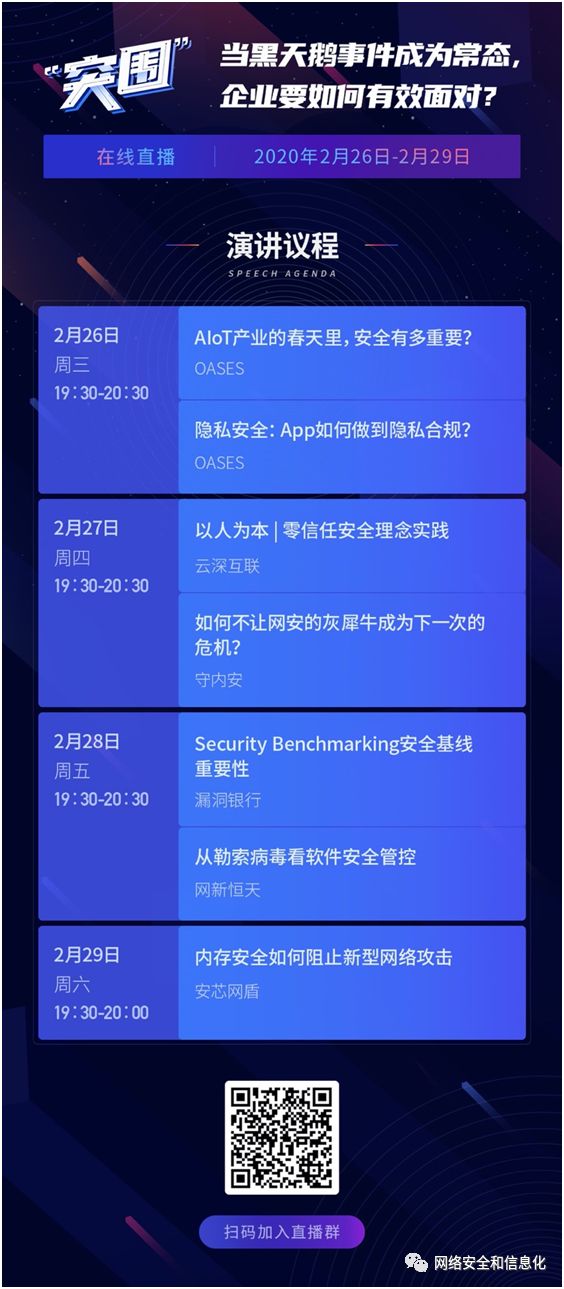 “突围”
当黑天鹅事件成为常态,
企业要如何有效面对?
在线直播
2020年2月26日-2月29日
演讲议程
SPEECH AGENDA
2月26日
周三
19:30-20:30
AIoT产业的春天里,安全有多重要?
OASES
隐私安全: App如何做到隐私合规?
OASES
2月27日
周四
19:30-20:30
以人为本 | 零信任安全理念实践
云深互联
如何不让网安的灰犀牛成为下一次的
危机?
守内安
2月28日
周五
19:30-20:30
Security Benchmarking安全基线
重要性
漏洞银行
从勒索病毒看软件安全管控
网新恒天
2月29日
周六
19:30-20:00
内存安全如何阻止新型网络攻击
安芯网盾
扫码加入直播群
网络安全和信息化